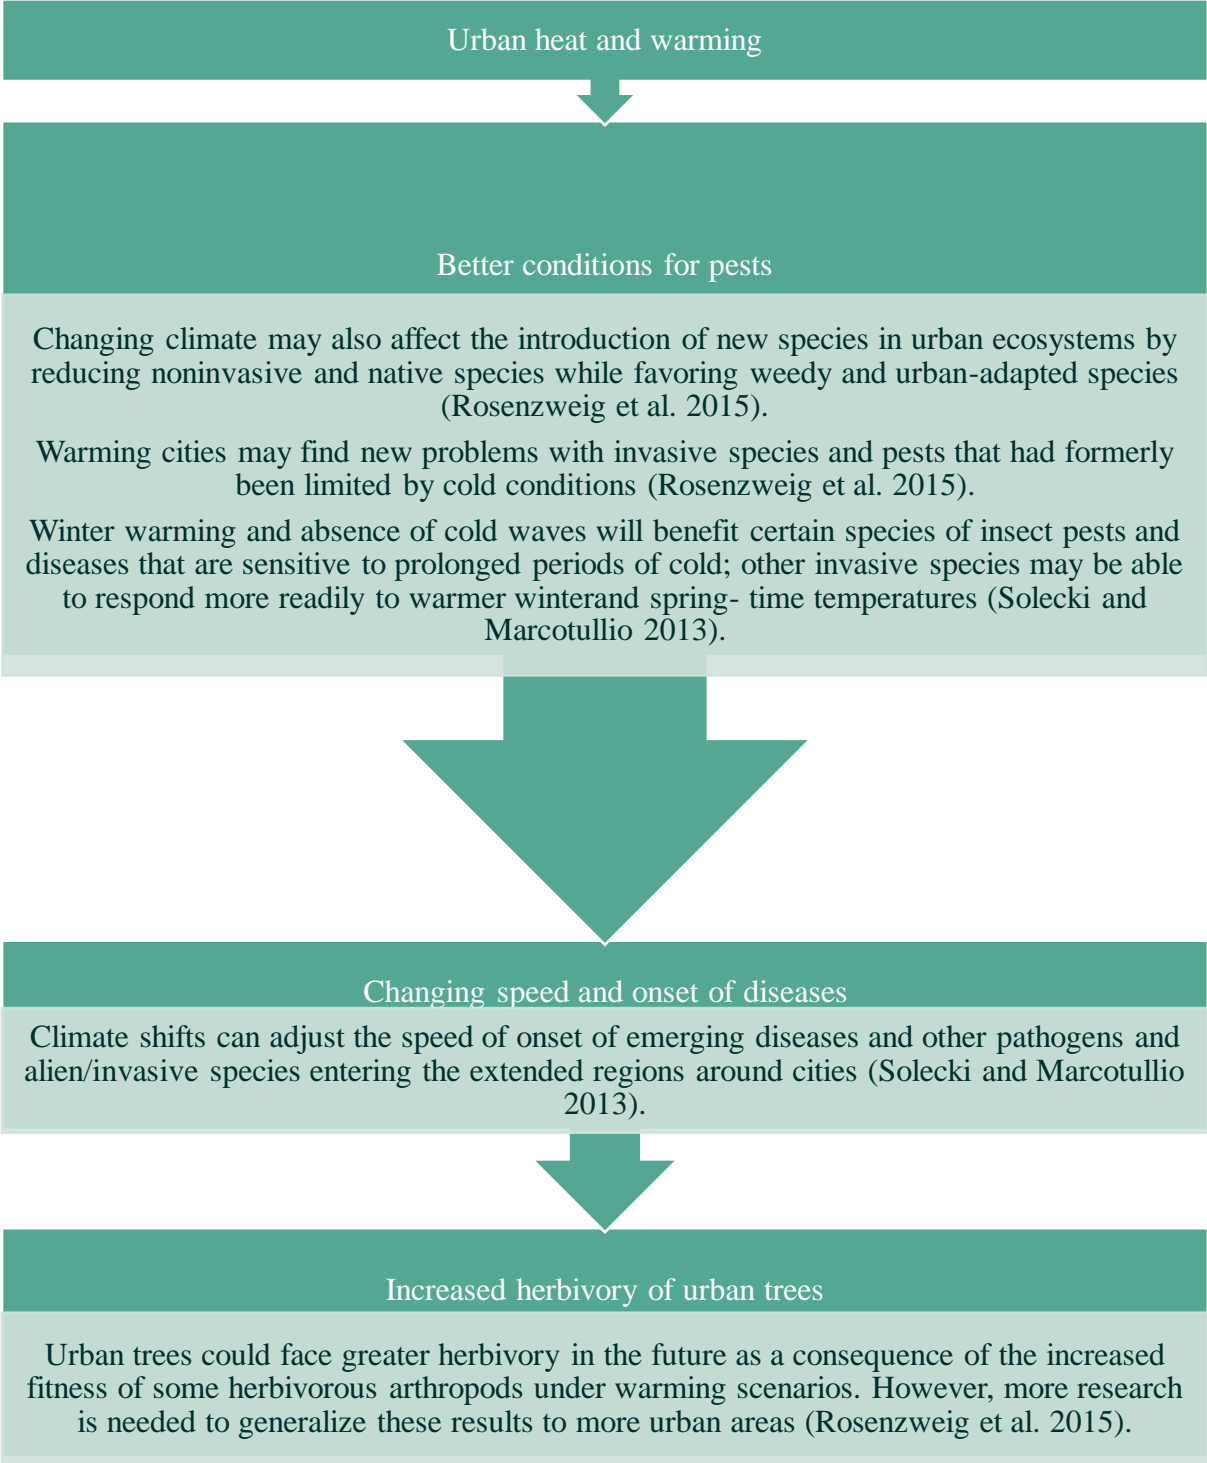 Urban heat and warming
Better conditions for pests
Changing climate may also affect the introduction of new species in urban ecosystems by
reducing noninvasive and native species while favoring weedy and urban-adapted species
(Rosenzweig et al. 2015).
Warming cities may find new problems with invasive species and pests that had formerly
been limited by cold conditions (Rosenzweig et al. 2015).
Winter warming and absence of cold waves will benefit certain species of insect pests and
diseases that are sensitive to prolonged periods of cold; other invasive species may be able
to respond more readily to warmer winterand spring- time temperatures (Solecki and
Marcotullio 2013).
Changing speed and onset of diseases
Climate shifts can adjust the speed of onset of emerging diseases and other pathogens and
alien/invasive species entering the extended regions around cities (Solecki and Marcotullio
2013).
Increased herbivory of urban trees
Urban trees could face greater herbivory in the future as a consequence of the increased
fitness of some herbivorous arthropods under warming scenarios. However, more research
is needed to generalize these results to more urban areas (Rosenzweig et al. 2015).